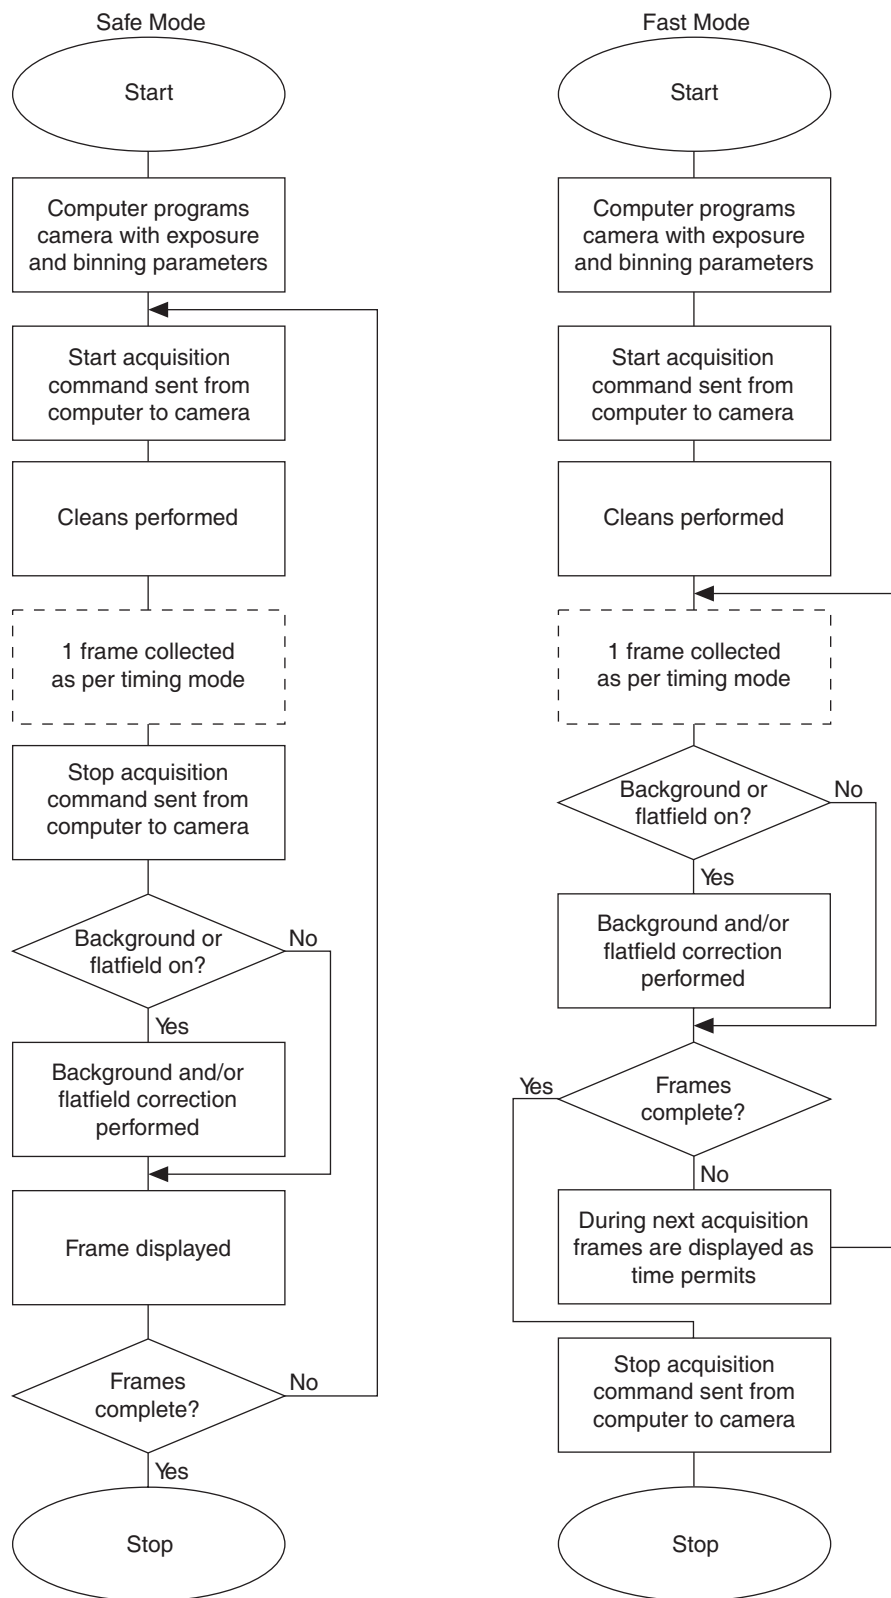 Safe Mode
Start
Computer programs
camera with exposure
and binning parameters
Start acquisition
command sent from
computer to camera
Cleans performed
1 frame collected
as per timing mode
Stop acquisition
command sent from
computer to camera
Background or
flatfield on?
No
Yes
Background and/or
flatfield correction
performed
Frame displayed
Frames
complete?
No
Yes
Stop
Fast Mode
Start
Computer programs
camera with exposure
and binning parameters
Start acquisition
command sent from
computer to camera
Cleans performed
1 frame collected
as per timing mode
Background or
flatfield on?
No
Yes
Background and/or
flatfield correction
performed
Yes
Frames
complete?
No
During next acquisition
frames are displayed as
time permits
Stop acquisition
command sent from
computer to camera
Stop